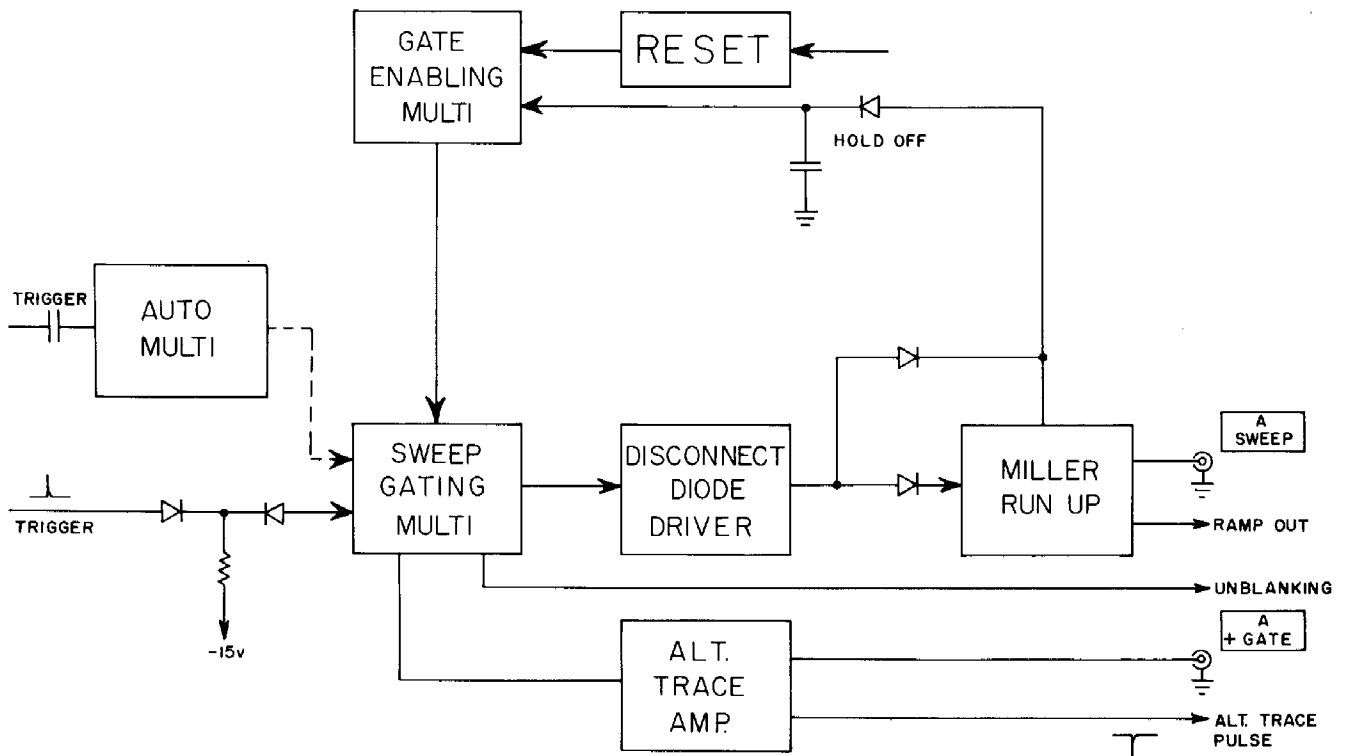 GATE
ENABLING
MULTI
RESET
HOLD OFF
TRIGGER
AUTO
MULTI
TRIGGER
-15v
SWEEP
GATING
MULTI
DISCONNECT
DIODE
DRIVER
MILLER
RUN UP
A
SWEEP
RAMP OUT
UNBLANKING
ALT.
TRACE
AMP.
A
+ GATE
ALT. TRACE
PULSE